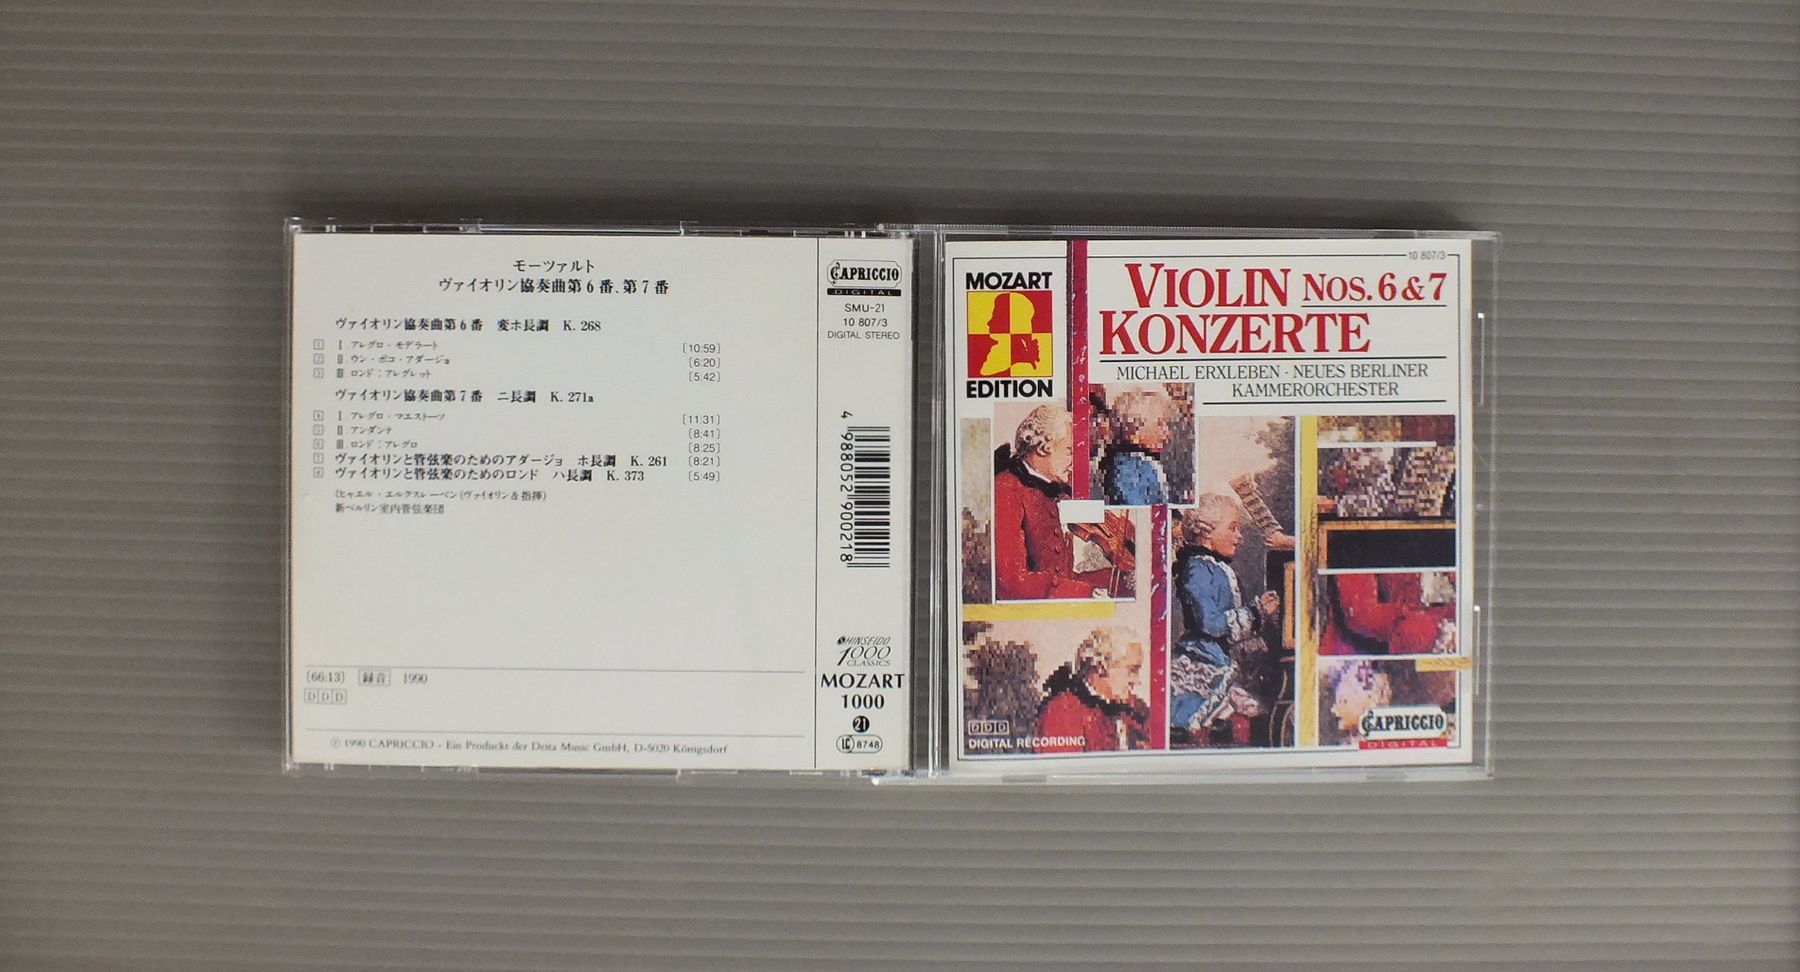 モーツァルト
ヴァイオリン協奏曲第6番、第7番
ヴァイオリン協奏曲第6番 変ホ長調 K. 268
1 Ⅰ. アレグロ・モデラート [10:59]
2 Ⅱ. ウン・ポコ・アダージョ [6:20]
3 Ⅲ. ロンド：アレグレット [5:42]
ヴァイオリン協奏曲第7番 ニ長調 K. 271a
4 Ⅰ. アレグロ・マエストーソ [11:31]
5 Ⅱ. アンダンテ [8:41]
6 Ⅲ. ロンド：アレグロ [8:25]
7 ヴァイオリンと管弦楽のためのアダージョ ホ長調 K. 261 [8:21]
8 ヴァイオリンと管弦楽のためのロンド ハ長調 K. 373 [5:49]
ミヒャエル・エルクスレーベン(ヴァイオリン&指揮)
新ベルリン室内管弦楽団
[66:13] 録音 1990
DDD
Ⓟ 1990 CAPRICCIO - Ein Produckt der Delta Music GmbH, D-5020 Königsdorf
CAPRICCIO
DIGITAL
SMU-21
10 807/3
DIGITAL STEREO
4 988052 900218
SHINSEIDO
1000
CLASSICS
MOZART
1000
21
LC 8748
10 807/3
MOZART
EDITION
VIOLIN NOS. 6 & 7
KONZERTE
MICHAEL ERXLEBEN · NEUES BERLINER
KAMMERORCHESTER
DDD
DIGITAL RECORDING
CAPRICCIO
DIGITAL